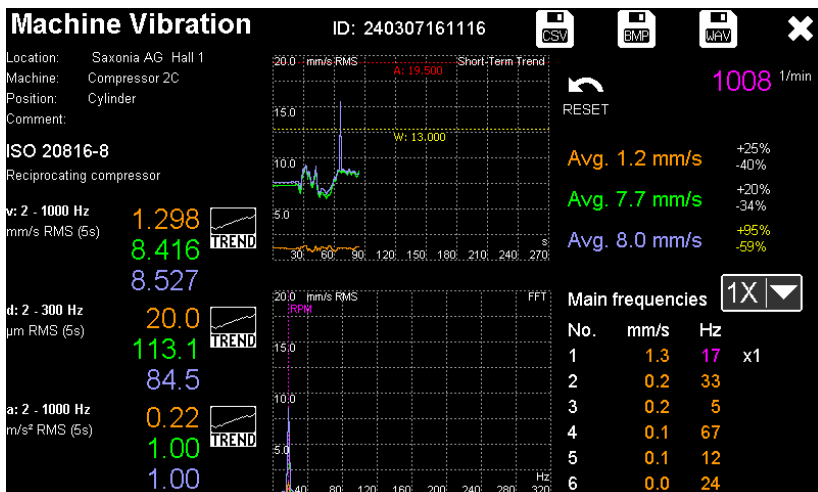 Machine Vibration
ID: 240307161116
CSV
BMP
WAV
Location: Saxonia AG Hall 1
Machine: Compressor 2C
Position: Cylinder
Comment:
ISO 20816-8
Reciprocating compressor
v: 2 - 1000 Hz
mm/s RMS (5s)
1.298
8.416
8.527
TREND
d: 2 - 300 Hz
µm RMS (5s)
20.0
113.1
84.5
TREND
a: 2 - 1000 Hz
m/s² RMS (5s)
0.22
1.00
1.00
TREND
20.0 mm/s RMS Short-Term Trend
A: 19.500
15.0
W: 13.000
10.0
5.0
s
30 60 90 120 150 180 210 240 270
20.0 mm/s RMS FFT
RPM
15.0
10.0
5.0
Hz
40 80 120 160 200 240 280 320
RESET
1008 1/min
Avg. 1.2 mm/s +25% -40%
Avg. 7.7 mm/s +20% -34%
Avg. 8.0 mm/s +95% -59%
Main frequencies 1X
No. mm/s Hz
1 1.3 17 x1
2 0.2 33
3 0.2 5
4 0.1 67
5 0.1 12
6 0.0 24